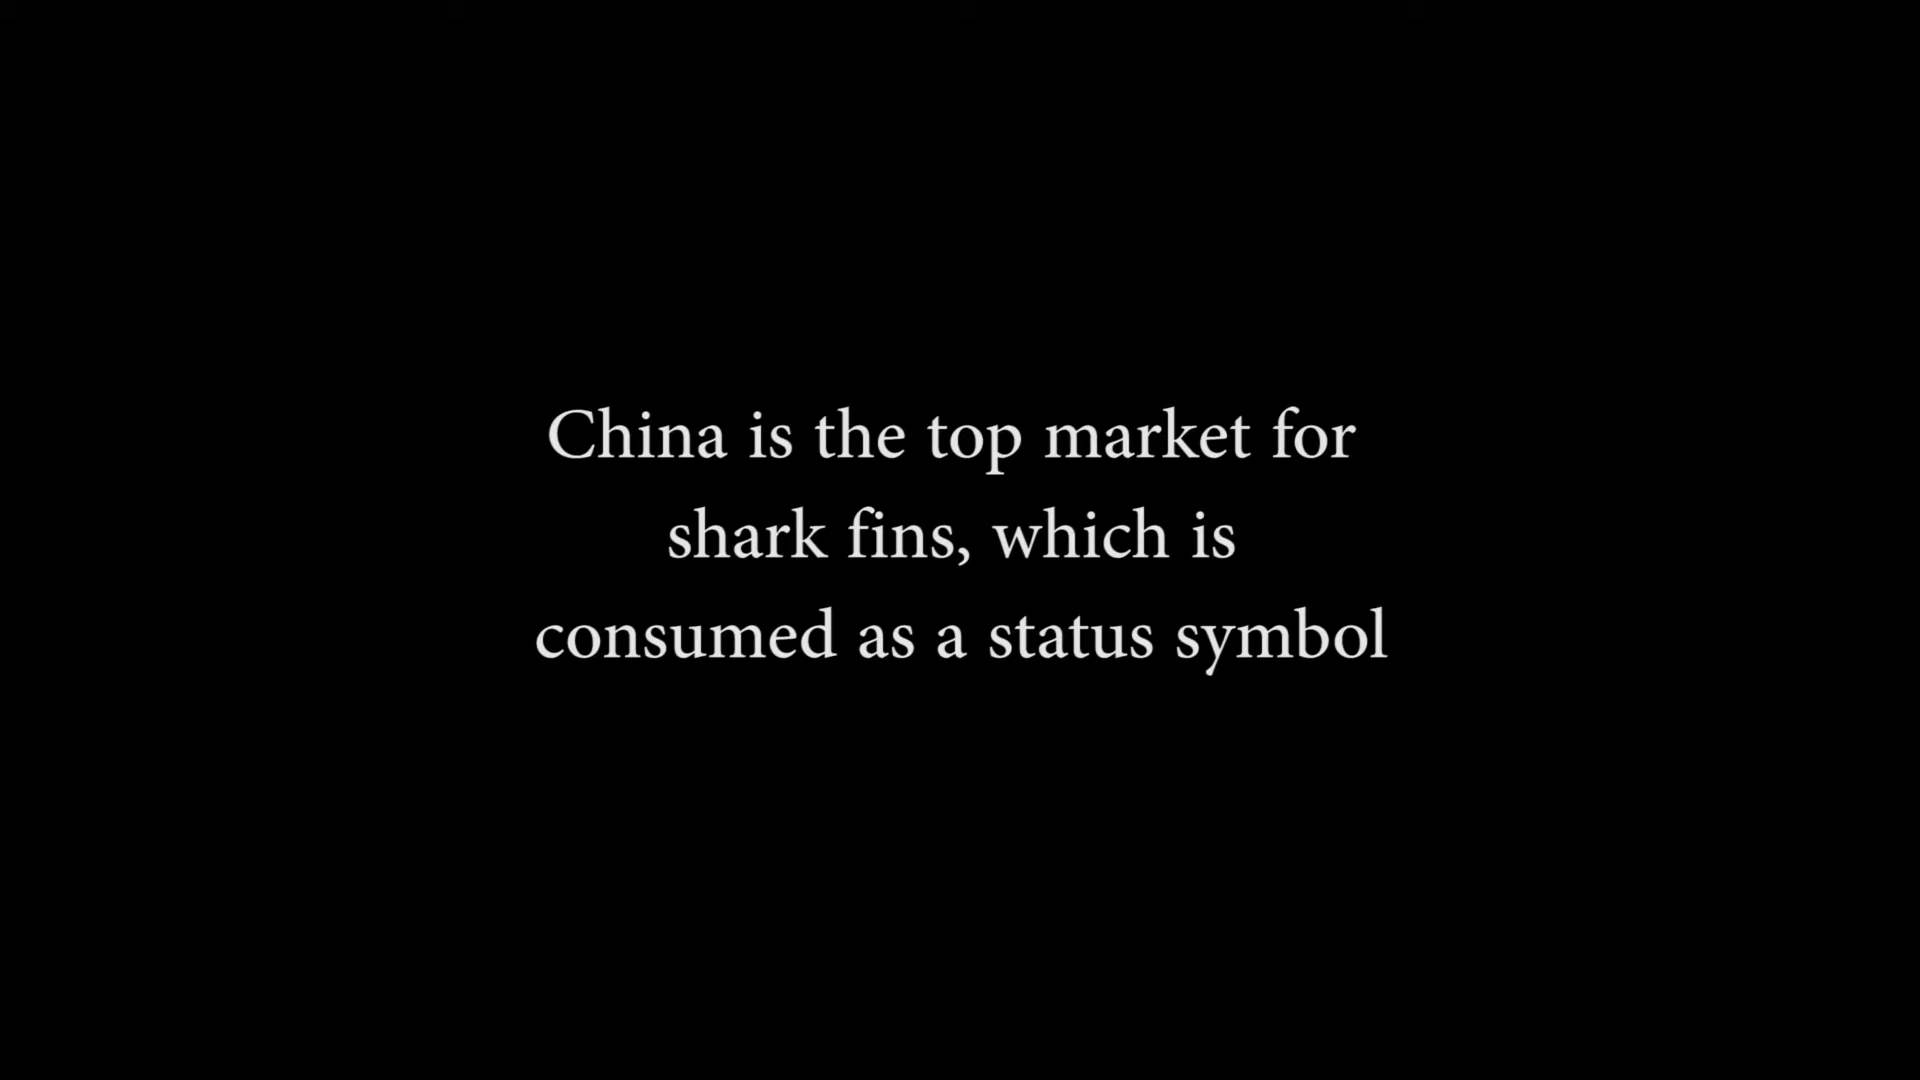 China is the top market for
shark fins, which is
consumed as a status symbol